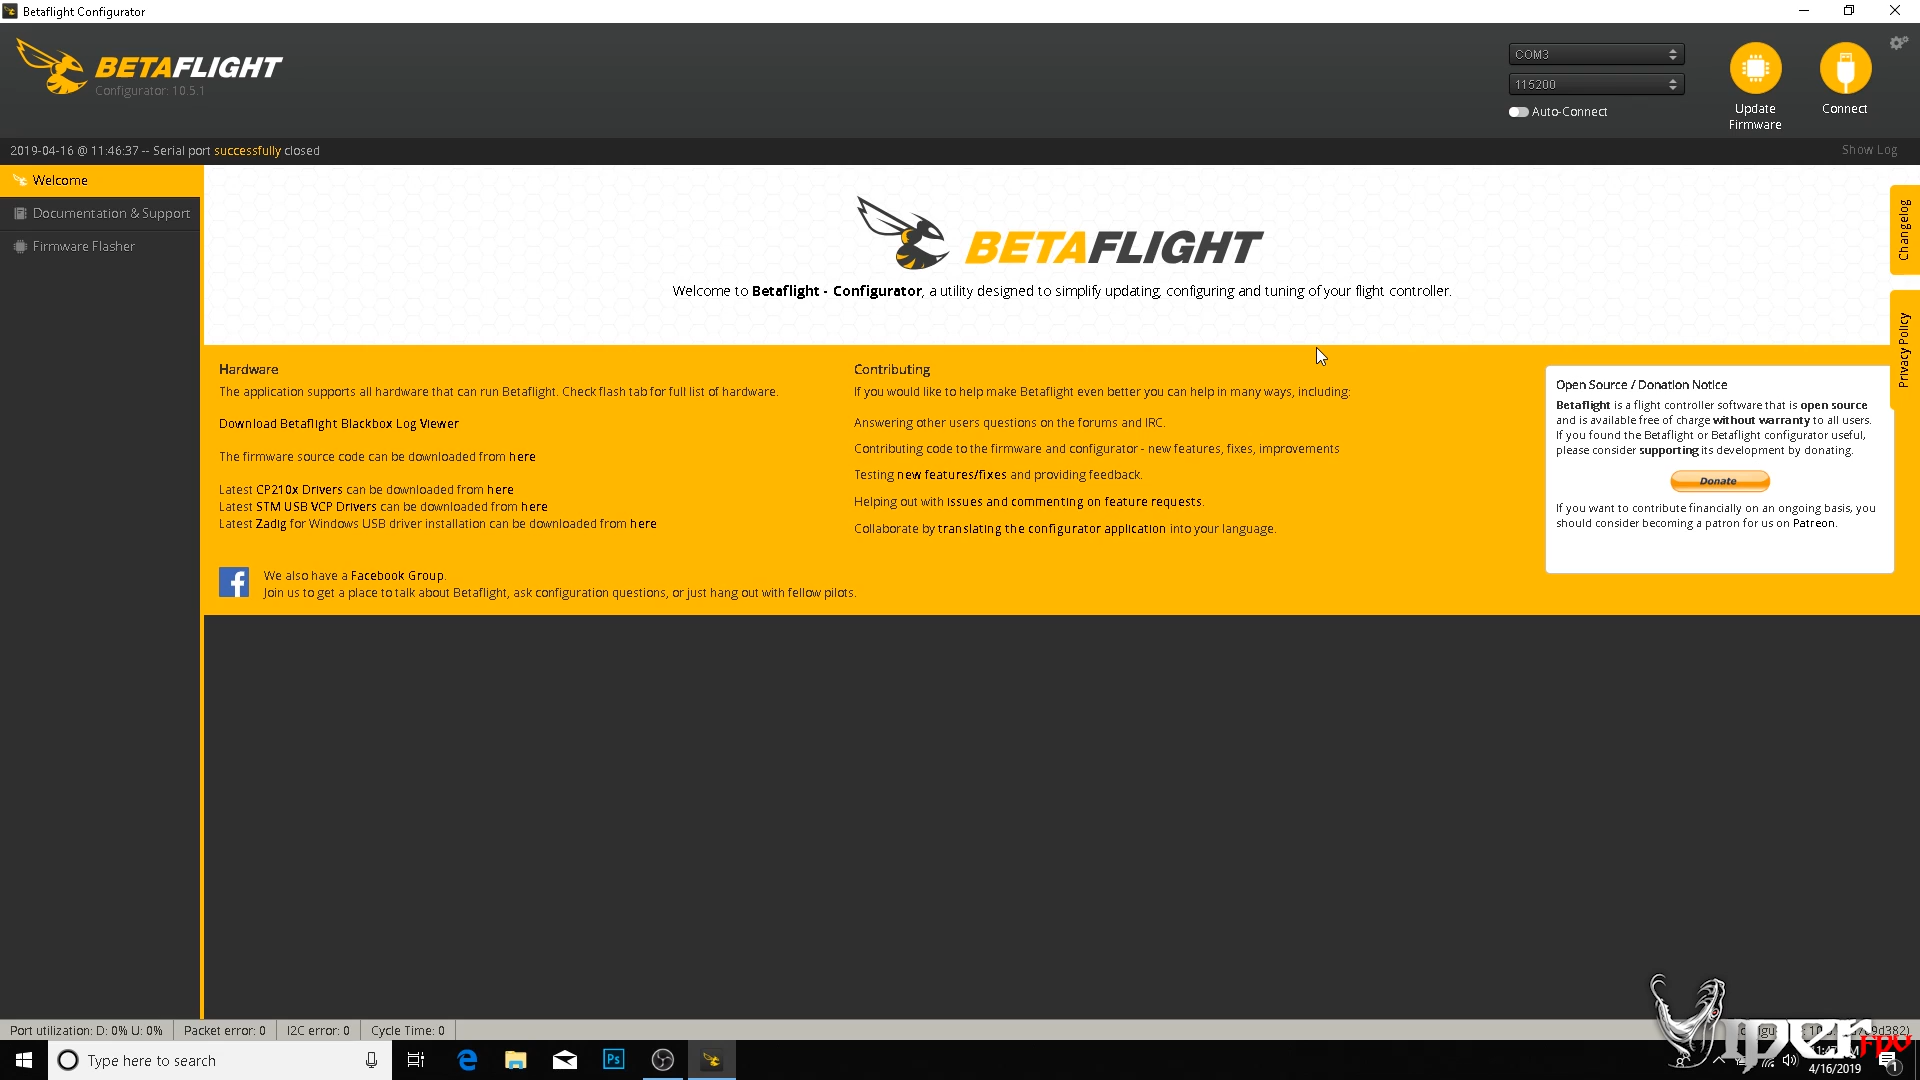 Betaflight Configurator
BETAFLIGHT
Configurator: 10.5.1
COM3
115200
Auto-Connect
Update
Firmware
Connect
2019-04-16 @ 11:46:37 -- Serial port successfully closed
Show Log
Welcome
Documentation & Support
Firmware Flasher
BETAFLIGHT
Welcome to Betaflight - Configurator, a utility designed to simplify updating, configuring and tuning of your flight controller.
Changelog
Privacy Policy
Hardware
The application supports all hardware that can run Betaflight. Check flash tab for full list of hardware.
Download Betaflight Blackbox Log Viewer
The firmware source code can be downloaded from here
Latest CP210x Drivers can be downloaded from here
Latest STM USB VCP Drivers can be downloaded from here
Latest Zadig for Windows USB driver installation can be downloaded from here
We also have a Facebook Group.
Join us to get a place to talk about Betaflight, ask configuration questions, or just hang out with fellow pilots.
Contributing
If you would like to help make Betaflight even better you can help in many ways, including:
Answering other users questions on the forums and IRC.
Contributing code to the firmware and configurator - new features, fixes, improvements
Testing new features/fixes and providing feedback.
Helping out with issues and commenting on feature requests.
Collaborate by translating the configurator application into your language.
Open Source / Donation Notice
Betaflight is a flight controller software that is open source
and is available free of charge without warranty to all users.
If you found the Betaflight or Betaflight configurator useful,
please consider supporting its development by donating.
Donate
If you want to contribute financially on an ongoing basis, you
should consider becoming a patron for us on Patreon.
Port utilization: D: 0% U: 0%
Packet error: 0
I2C error: 0
Cycle Time: 0
Viper FPV
Type here to search
Ps
4/16/2019
1